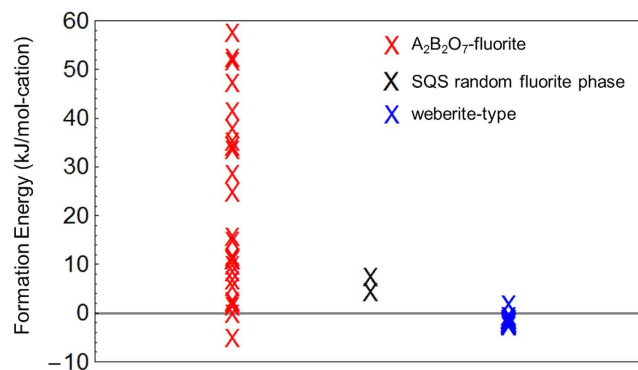 60
50
40
30
20
10
0
−10
Formation Energy (kJ/mol-cation)
X A₂B₂O₇-fluorite
X SQS random fluorite phase
X weberite-type